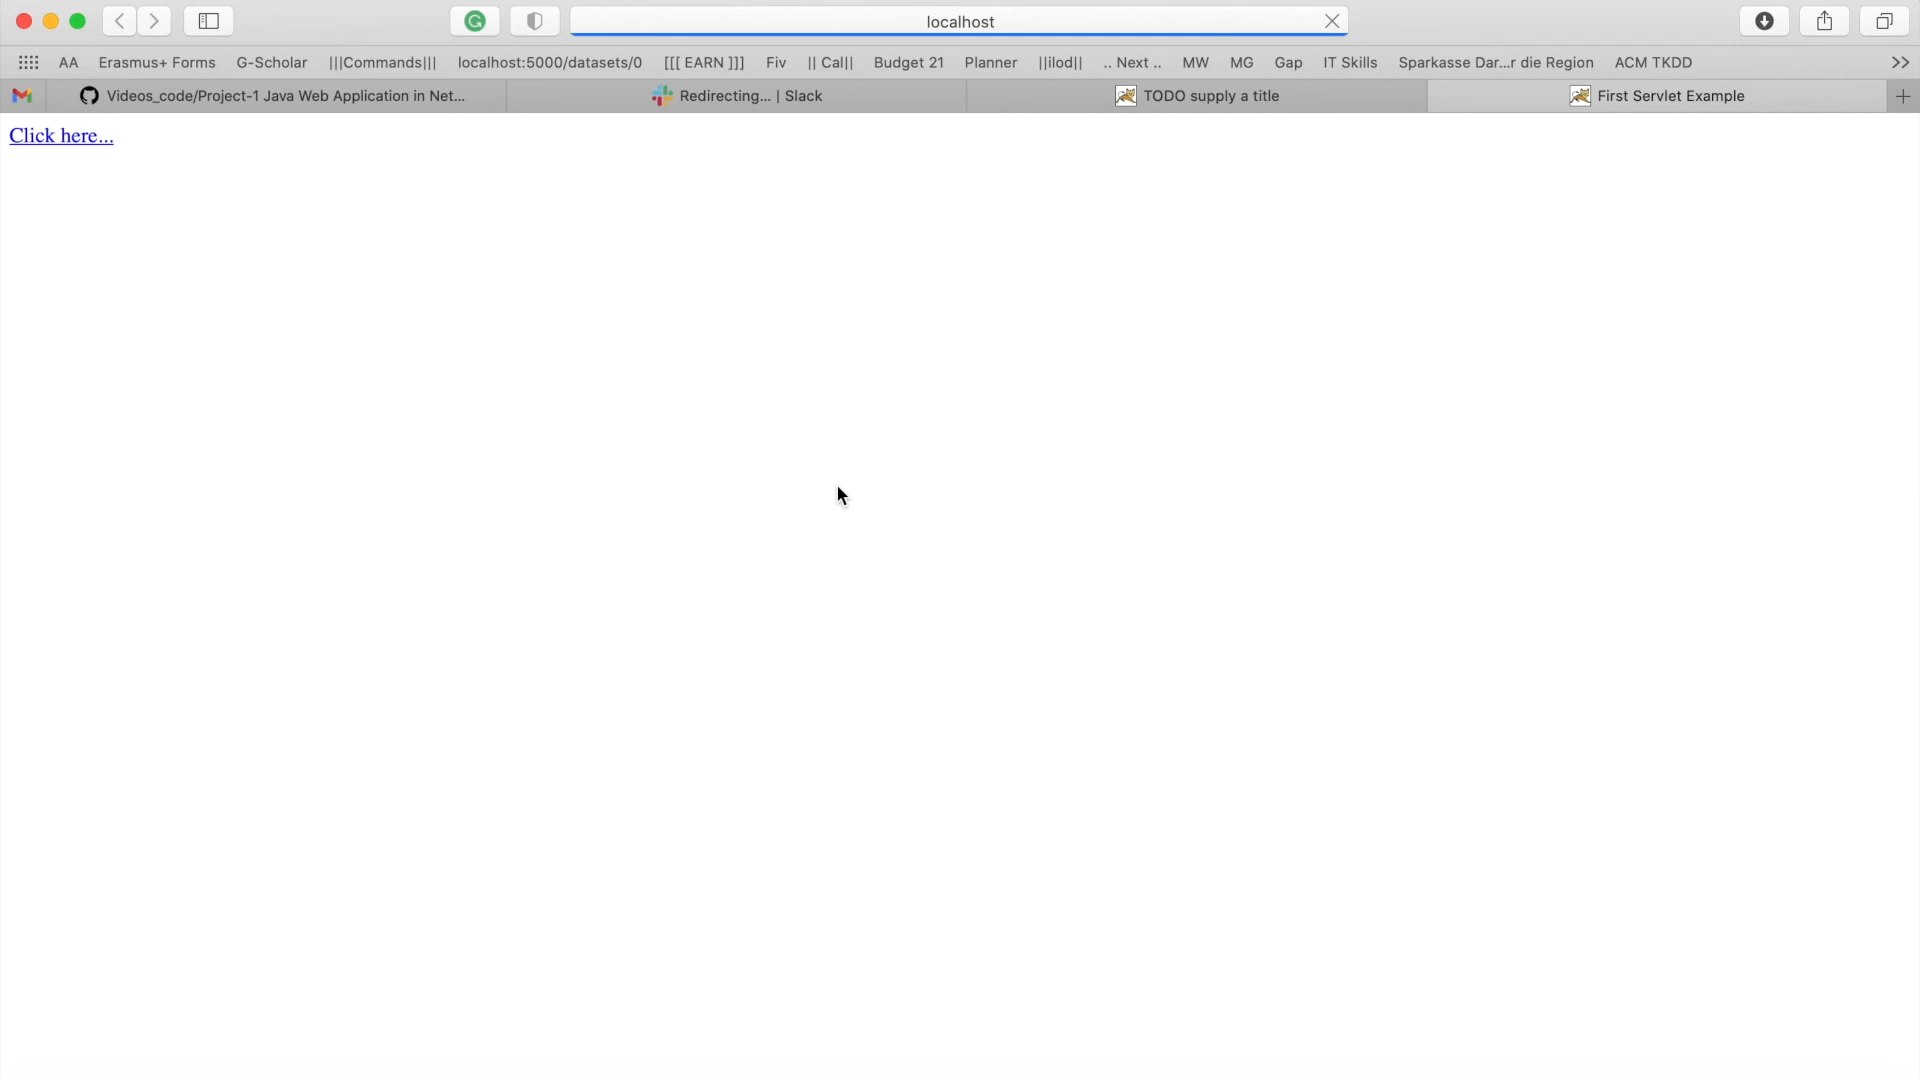 localhost
AA Erasmus+ Forms G-Scholar |||Commands||| localhost:5000/datasets/0 [[[ EARN ]]] Fiv || Cal|| Budget 21 Planner ||ilod|| .. Next .. MW MG Gap IT Skills Sparkasse Dar...r die Region ACM TKDD
Videos_code/Project-1 Java Web Application in Net... Redirecting... | Slack TODO supply a title First Servlet Example
Click here...